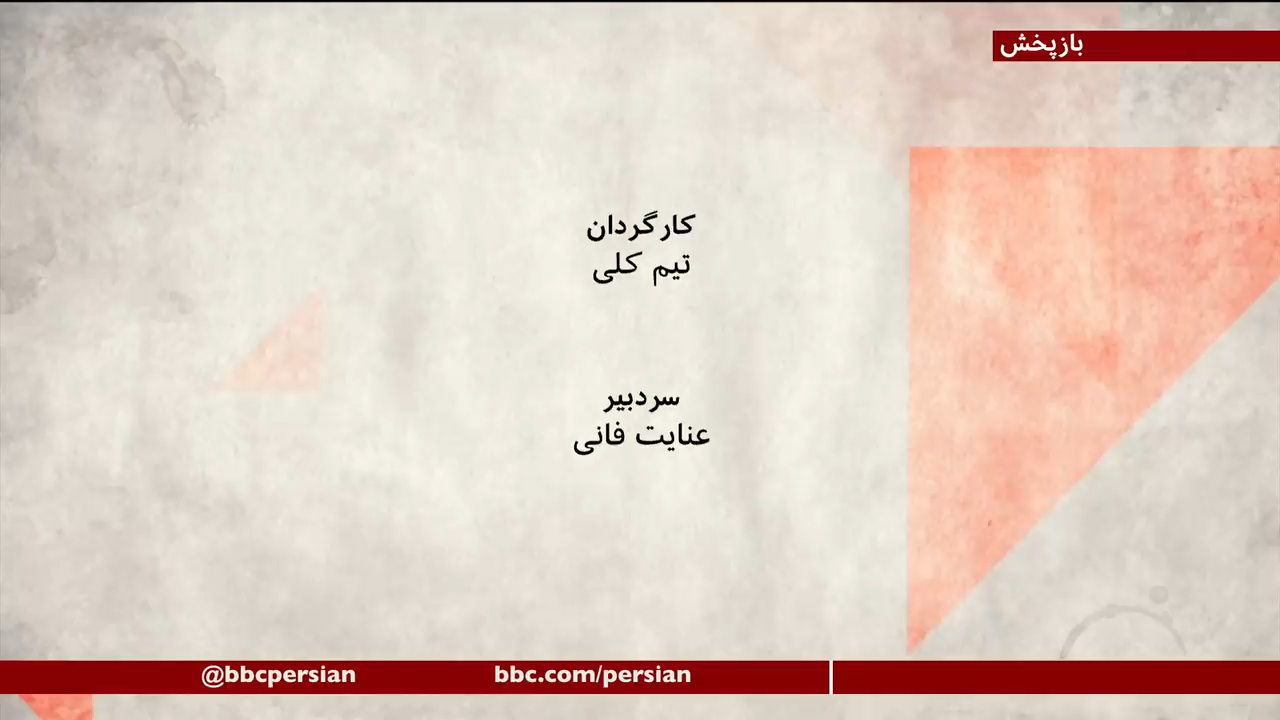 بازپخش
کارگردان
تیم کلی
سردبیر
عنایت فانی
@bbcpersian
bbc.com/persian